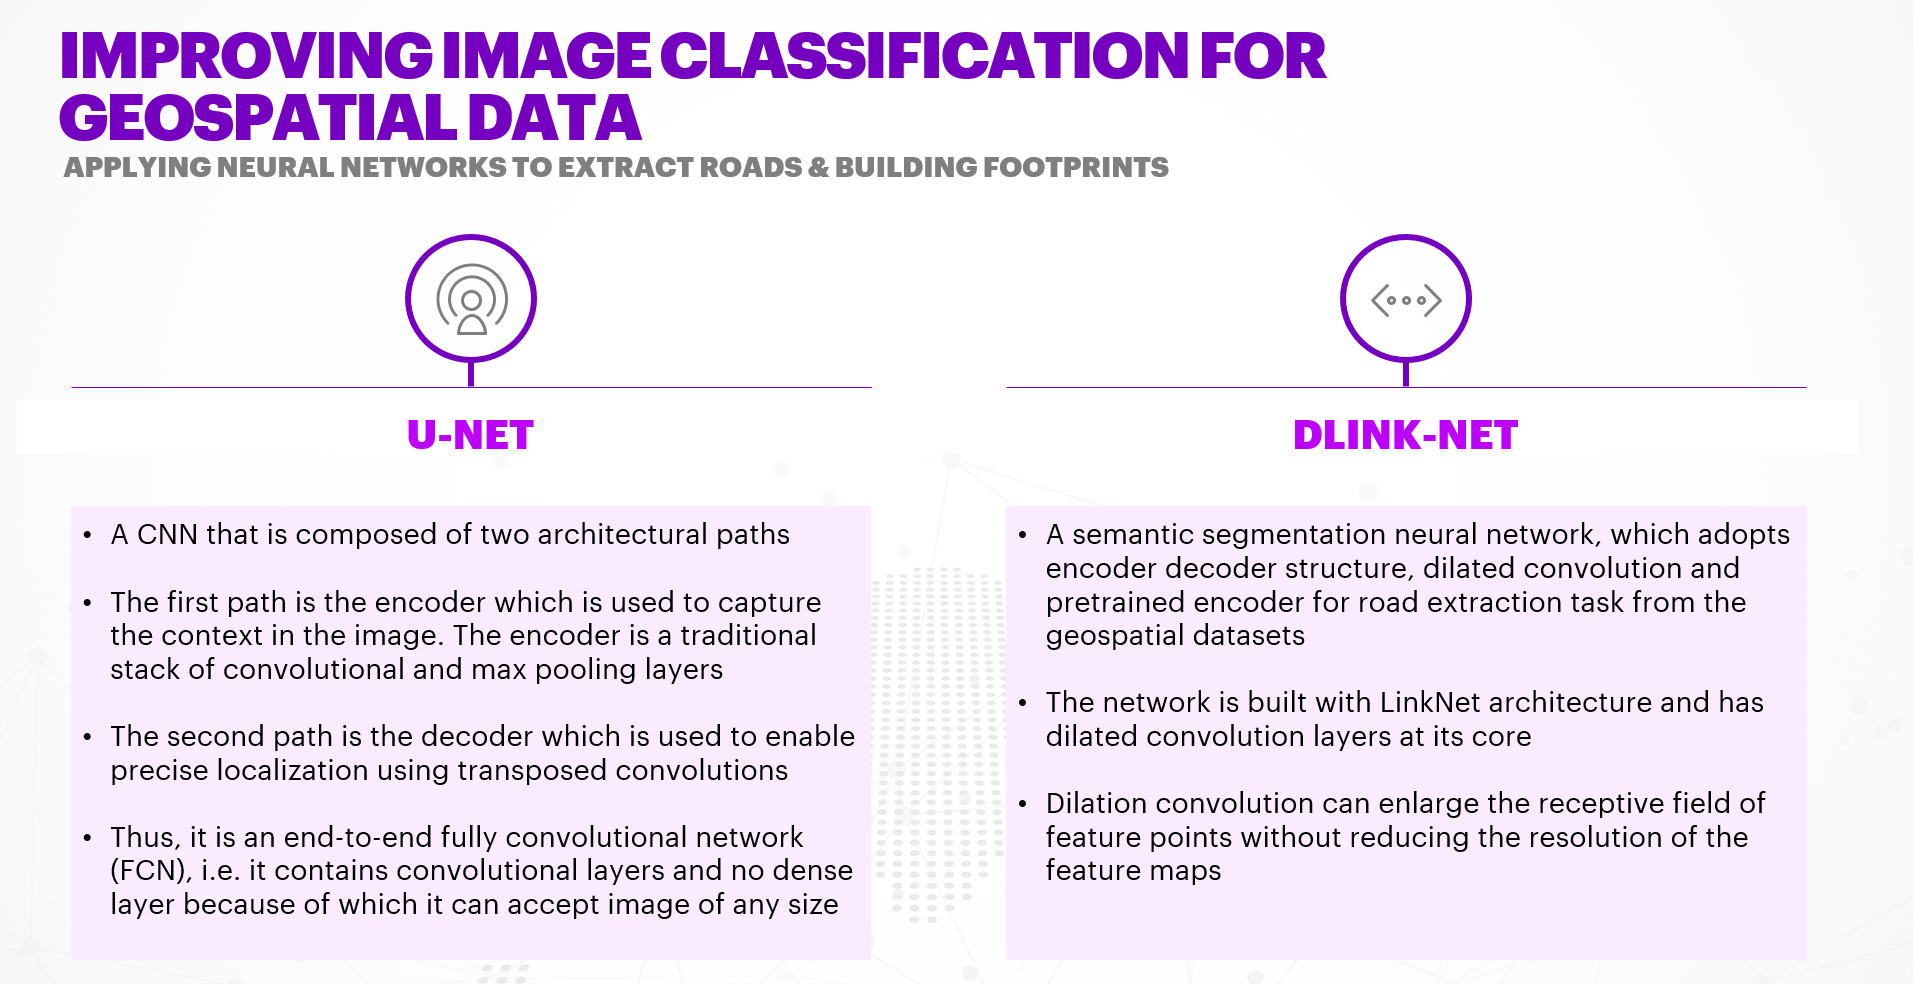 IMPROVING IMAGE CLASSIFICATION FOR
GEOSPATIAL DATA
APPLYING NEURAL NETWORKS TO EXTRACT ROADS & BUILDING FOOTPRINTS
U-NET
• A CNN that is composed of two architectural paths
• The first path is the encoder which is used to capture
the context in the image. The encoder is a traditional
stack of convolutional and max pooling layers
• The second path is the decoder which is used to enable
precise localization using transposed convolutions
• Thus, it is an end-to-end fully convolutional network
(FCN), i.e. it contains convolutional layers and no dense
layer because of which it can accept image of any size
DLINK-NET
• A semantic segmentation neural network, which adopts
encoder decoder structure, dilated convolution and
pretrained encoder for road extraction task from the
geospatial datasets
• The network is built with LinkNet architecture and has
dilated convolution layers at its core
• Dilation convolution can enlarge the receptive field of
feature points without reducing the resolution of the
feature maps